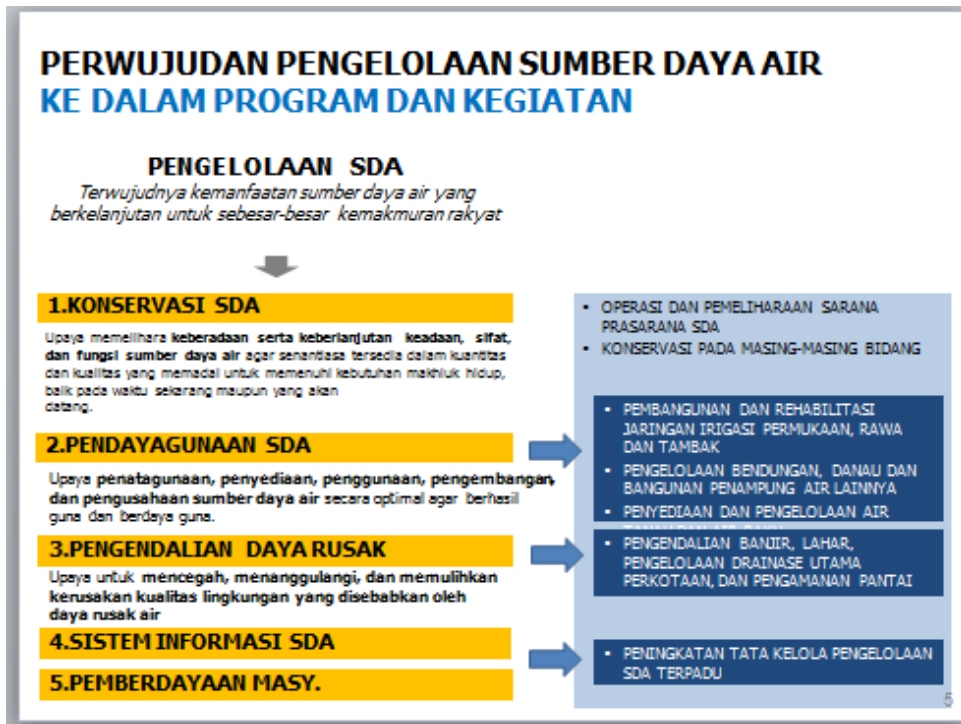 PERWUJUDAN PENGELOLAAN SUMBER DAYA AIR
KE DALAM PROGRAM DAN KEGIATAN
PENGELOLAAN SDA
Terwujudnya kemanfaatan sumber daya air yang
berkelanjutan untuk sebesar-besar kemakmuran rakyat
1.KONSERVASI SDA
Upaya memelihara keberadaan serta keberlanjutan keadaan, sifat,
dan fungsi sumber daya air agar senantiasa tersedia dalam kuantitas
dan kualitas yang memadai untuk memenuhi kebutuhan makhluk hidup,
baik pada waktu sekarang maupun yang akan
datang.
2.PENDAYAGUNAAN SDA
Upaya penatagunaan, penyediaan, penggunaan, pengembangan,
dan pengusahaan sumber daya air secara optimal agar berhasil
guna dan berdaya guna.
3.PENGENDALIAN DAYA RUSAK
Upaya untuk mencegah, menanggulangi, dan memulihkan
kerusakan kualitas lingkungan yang disebabkan oleh
daya rusak air
4.SISTEM INFORMASI SDA
5.PEMBERDAYAAN MASY.
▪ OPERASI DAN PEMELIHARAAN SARANA
PRASARANA SDA
▪ KONSERVASI PADA MASING-MASING BIDANG
▪ PEMBANGUNAN DAN REHABILITASI
JARINGAN IRIGASI PERMUKAAN, RAWA
DAN TAMBAK
▪ PENGELOLAAN BENDUNGAN, DANAU DAN
BANGUNAN PENAMPUNG AIR LAINNYA
▪ PENYEDIAAN DAN PENGELOLAAN AIR
▪ PENGENDALIAN BANJIR, LAHAR,
PENGELOLAAN DRAINASE UTAMA
PERKOTAAN, DAN PENGAMANAN PANTAI
▪ PENINGKATAN TATA KELOLA PENGELOLAAN
SDA TERPADU
5